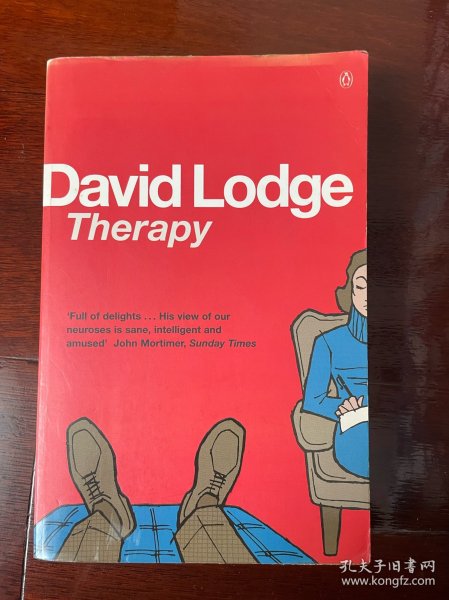 David Lodge
Therapy
‘Full of delights ... His view of our
neuroses is sane, intelligent and
amused’ John Mortimer, Sunday Times
孔夫子旧书网
www.kongfz.com